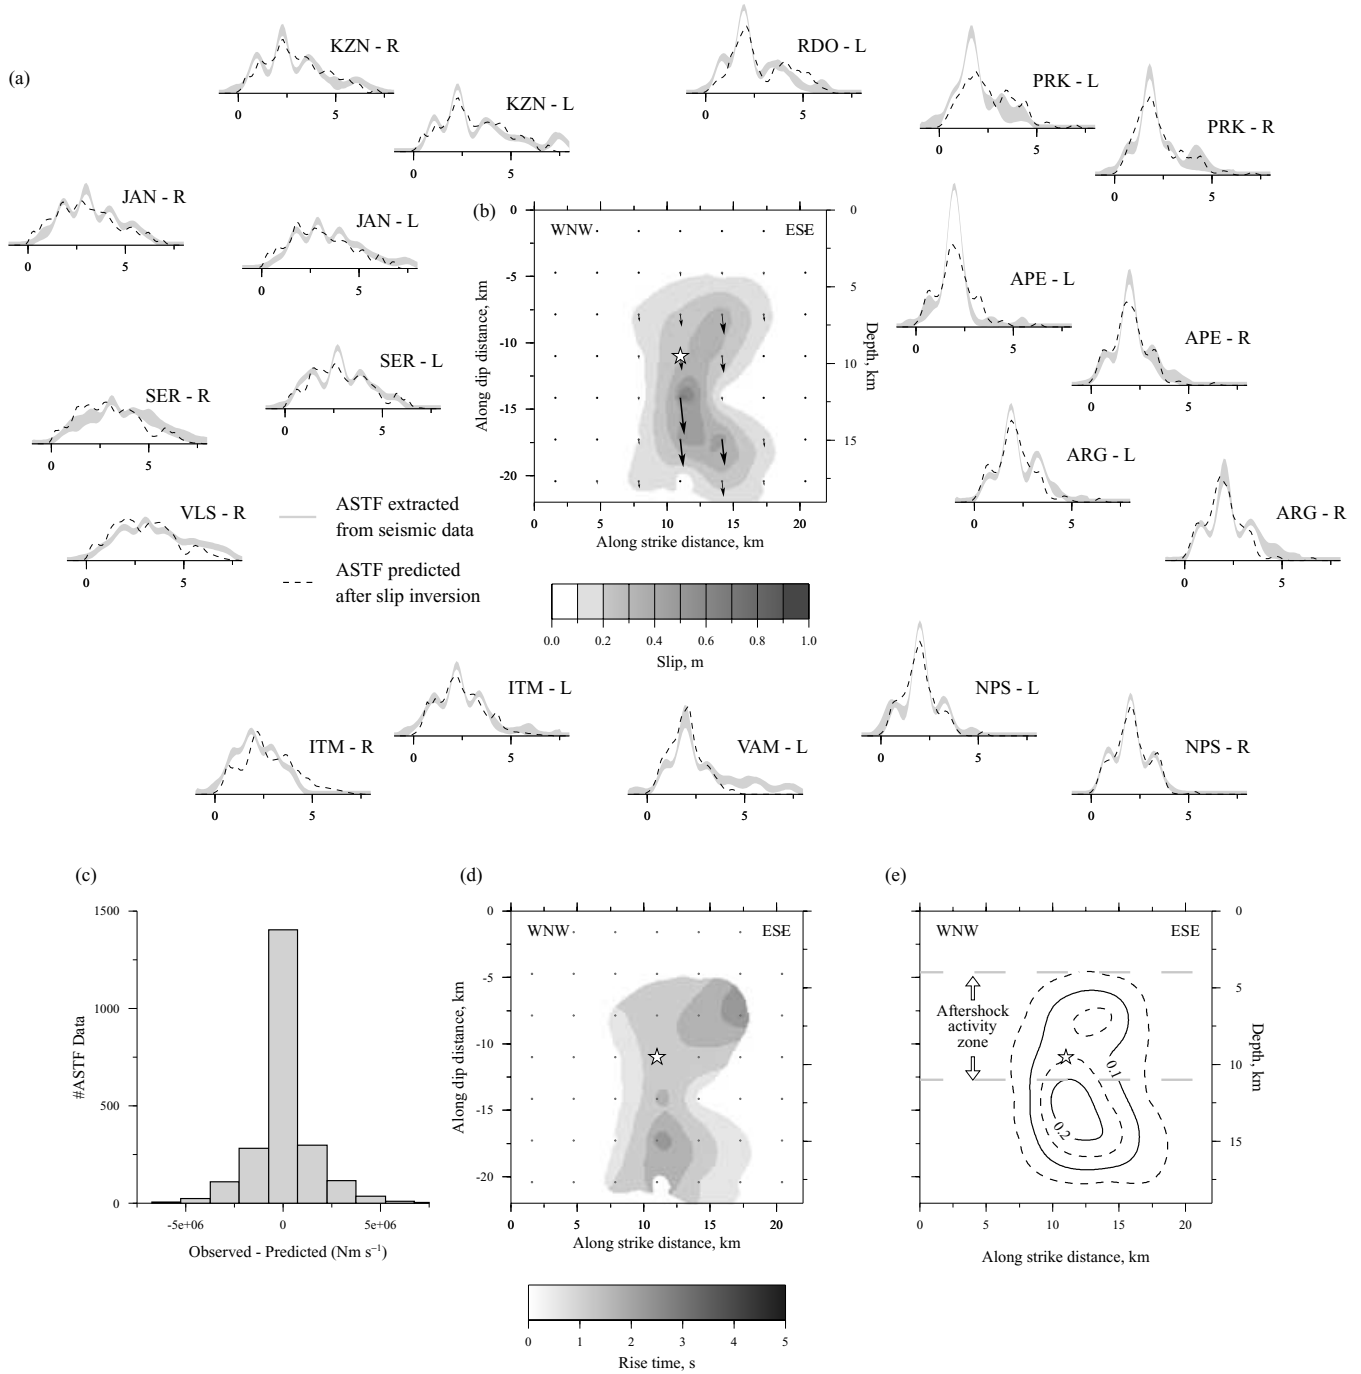 (a)
KZN - R
0
5
KZN - L
0
5
RDO - L
0
5
PRK - L
0
5
PRK - R
0
5
JAN - R
0
5
JAN - L
0
5
SER - L
0
5
SER - R
0
5
VLS - R
0
5
ASTF extracted
from seismic data
ASTF predicted
after slip inversion
(b)
WNW
ESE
0
-5
-10
-15
-20
Along dip distance, km
0
5
10
15
Depth, km
0
5
10
15
20
Along strike distance, km
0.0
0.2
0.4
0.6
0.8
1.0
Slip, m
APE - L
0
5
APE - R
0
5
ARG - L
0
5
ARG - R
0
5
ITM - L
0
5
ITM - R
0
5
VAM - L
0
5
NPS - L
0
5
NPS - R
0
5
(c)
1500
1000
500
0
#ASTF Data
-5e+06
0
5e+06
Observed - Predicted (Nm s⁻¹)
(d)
WNW
ESE
0
-5
-10
-15
-20
Along dip distance, km
0
5
10
15
20
Along strike distance, km
0
1
2
3
4
5
Rise time, s
(e)
WNW
ESE
Aftershock
activity
zone
0.1
0.2
0
5
10
15
Depth, km
0
5
10
15
20
Along strike distance, km